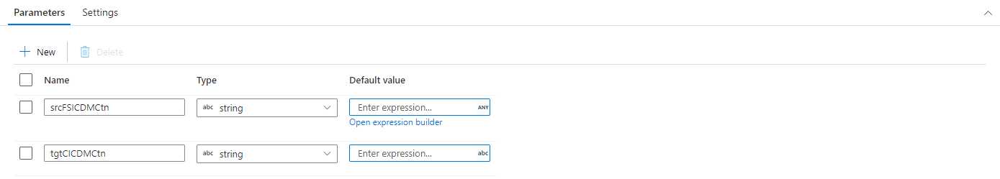 Parameters Settings
New Delete
Name Type Default value
srcFSICDMCtn abc string Enter expression... ANY
Open expression builder
tgtCICDMCtn abc string Enter expression... abc